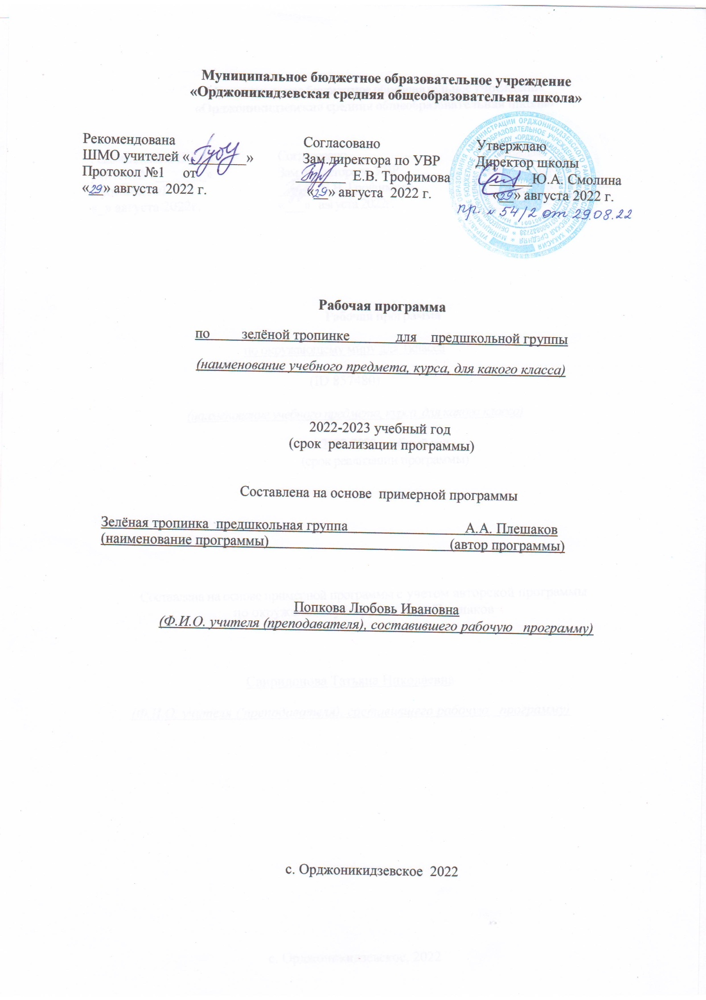 Муниципальное бюджетное образовательное учреждение
«Орджоникидзевская средняя общеобразовательная школа»
Рекомендована
ШМО учителей «________»
Протокол №1 от
«29» августа 2022 г.
Согласовано
Зам.директора по УВР
_______ Е.В. Трофимова
«29» августа 2022 г.
Утверждаю
Директор школы
________Ю.А. Смолина
«29» августа 2022 г.
пр. № 54/2 от 29.08.22
Рабочая программа
по зелёной тропинке для предшкольной группы
(наименование учебного предмета, курса, для какого класса)
2022-2023 учебный год
(срок реализации программы)
Составлена на основе примерной программы
Зелёная тропинка предшкольная группа А.А. Плешаков
(наименование программы) (автор программы)
Попкова Любовь Ивановна
(Ф.И.О. учителя (преподавателя), составившего рабочую программу)
с. Орджоникидзевское 2022